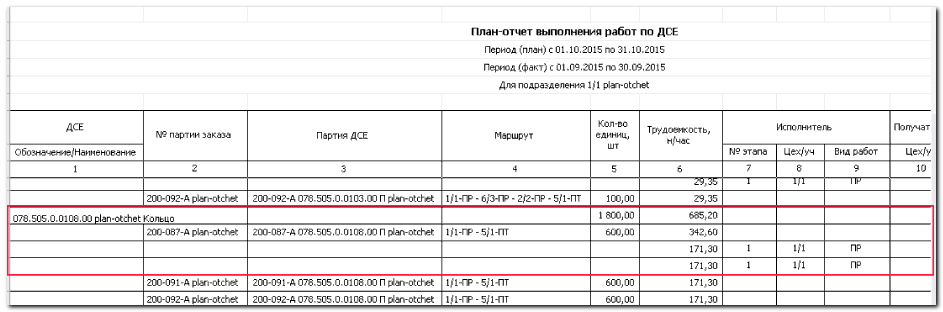 План-отчет выполнения работ по ДСЕ
Период (план) с 01.10.2015 по 31.10.2015
Период (факт) с 01.09.2015 по 30.09.2015
Для подразделения 1/1 plan-otchet
ДСЕ № партии заказа Партия ДСЕ Маршрут Кол-во единиц, шт Трудоемкость, н/час Исполнитель Получат
Обозначение/Наименование № этапа Цех/уч Вид работ Цех/у
1 2 3 4 5 6 7 8 9 10
29,35 1 1/1 ПР
200-092-А plan-otchet 200-092-А 078.505.0.0103.00 П plan-otchet 1/1-ПР - 6/3-ПР - 2/2-ПР - 5/1-ПТ 100,00 29,35
078.505.0.0108.00 plan-otchet Кольцо 1 800,00 685,20
200-087-А plan-otchet 200-087-А 078.505.0.0108.00 П plan-otchet 1/1-ПР - 5/1-ПТ 600,00 342,60
171,30 1 1/1 ПР
171,30 1 1/1 ПР
200-091-А plan-otchet 200-091-А 078.505.0.0108.00 П plan-otchet 1/1-ПР - 5/1-ПТ 600,00 171,30
200-092-А plan-otchet 200-092-А 078.505.0.0108.00 П plan-otchet 1/1-ПР - 5/1-ПТ 600,00 171,30